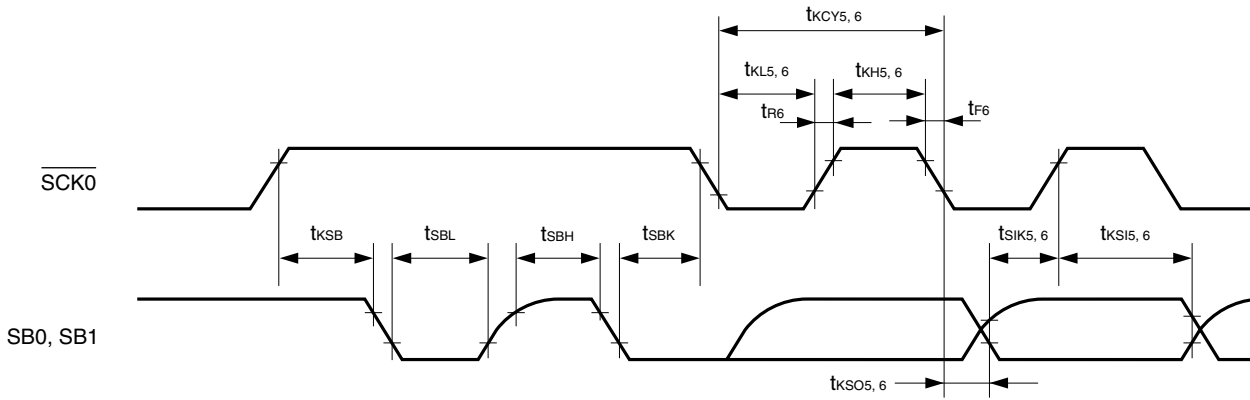 tKCY5, 6
tKL5, 6
tKH5, 6
tR6
tF6
SCK0
tKSB
tSBL
tSBH
tSBK
tSIK5, 6
tKSI5, 6
SB0, SB1
tKSO5, 6